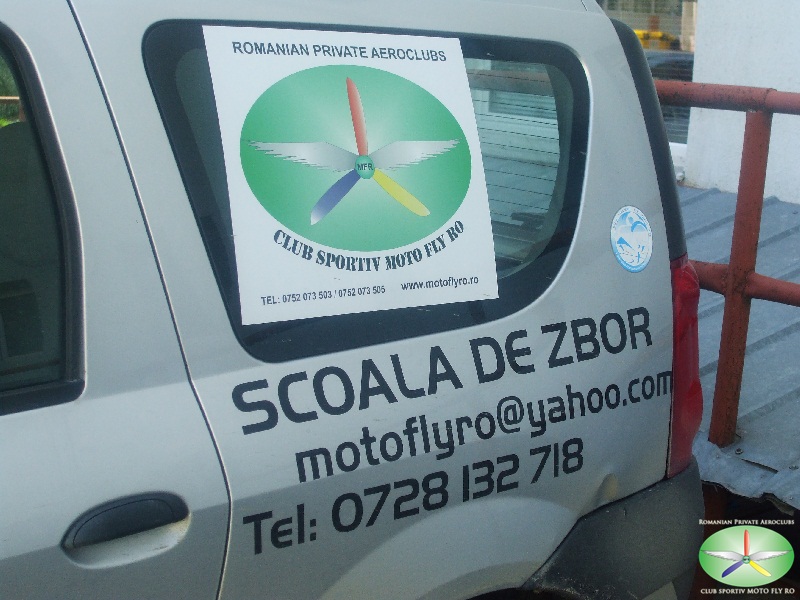 ROMANIAN PRIVATE AEROCLUBS
MFR
CLUB SPORTIV MOTO FLY RO
TEL: 0752 073 503 / 0752 073 505 www.motoflyro.ro
SCOALA DE ZBOR
motoflyro@yahoo.com
Tel: 0728 132 718
ROMANIAN PRIVATE AEROCLUBS
CLUB SPORTIV MOTO FLY RO